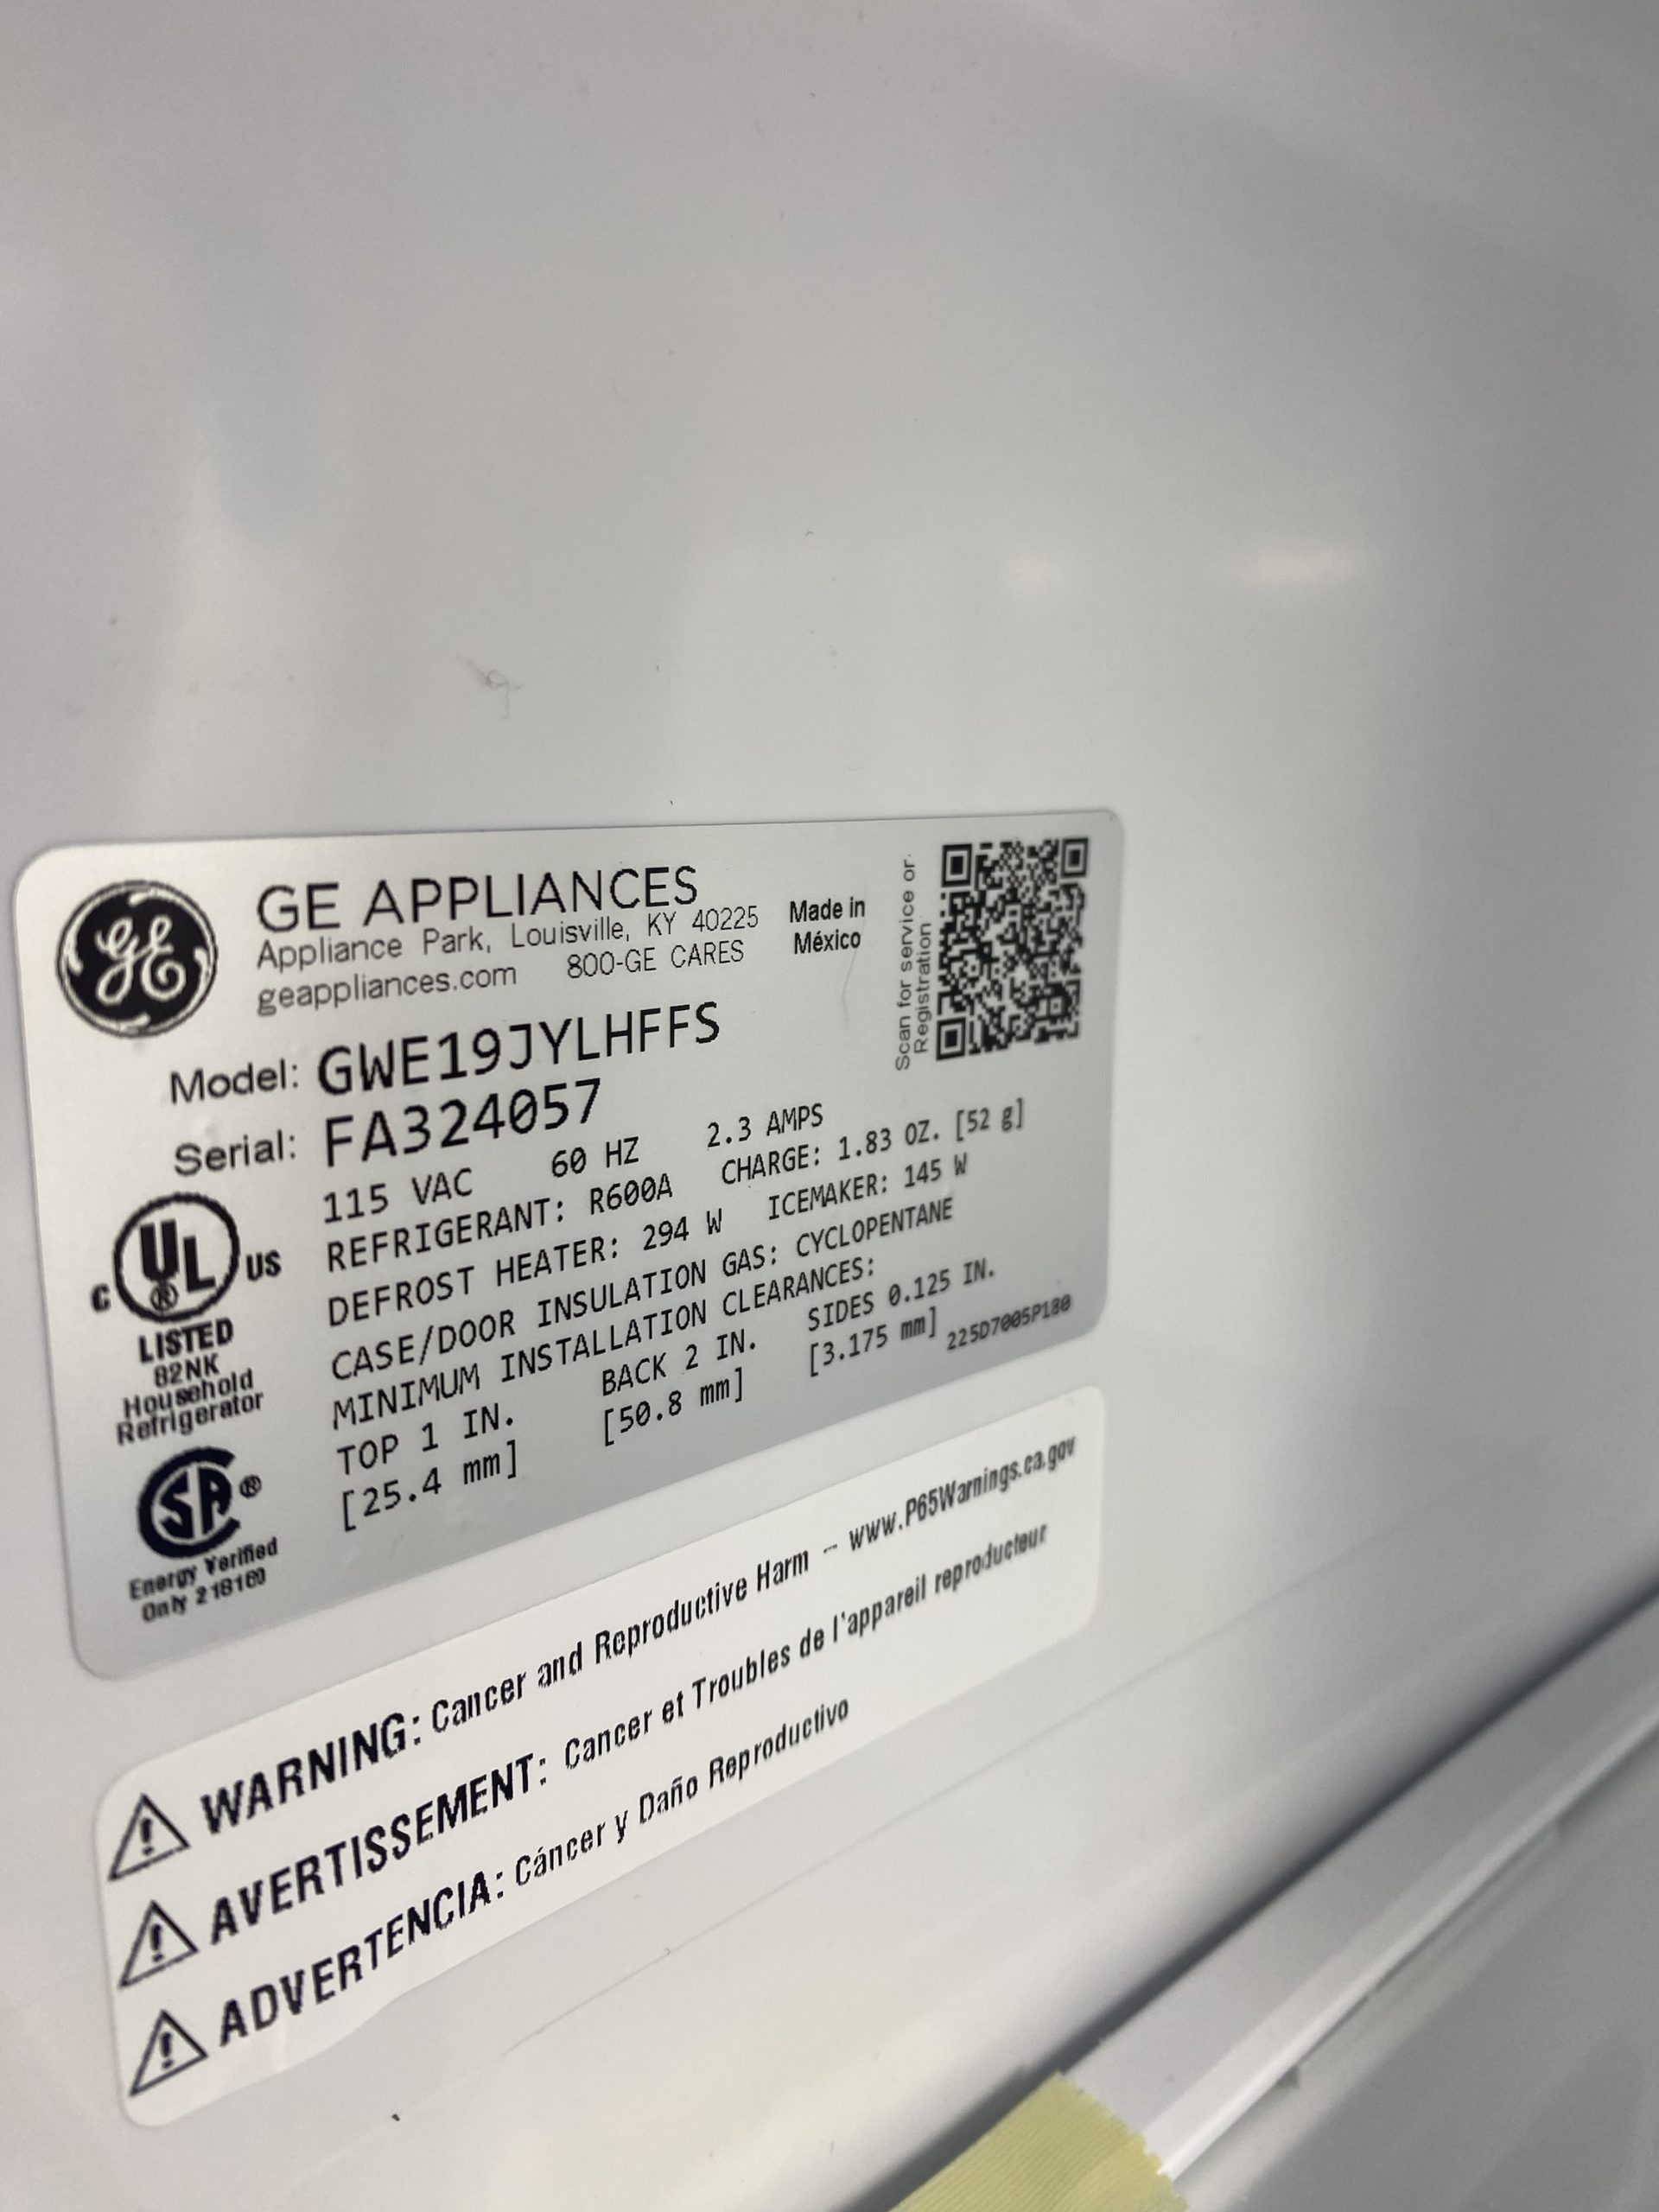 GE
GE APPLIANCES
Appliance Park, Louisville, KY 40225
geappliances.com 800-GE CARES
Made in
México
Scan for service or
Registration
Model: GWE19JYLHFFS
Serial: FA324057
115 VAC 60 HZ 2.3 AMPS
REFRIGERANT: R600A CHARGE: 1.83 OZ. [52 g]
DEFROST HEATER: 294 W ICEMAKER: 145 W
CASE/DOOR INSULATION GAS: CYCLOPENTANE
MINIMUM INSTALLATION CLEARANCES:
TOP 1 IN. BACK 2 IN. SIDES 0.125 IN.
[25.4 mm] [50.8 mm] [3.175 mm]
225D7005P180
C UL US
®
LISTED
82NK
Household
Refrigerator
SA®
Energy Verified
Only 218160
WARNING: Cancer and Reproductive Harm – www.P65Warnings.ca.gov
AVERTISSEMENT: Cancer et Troubles de l'appareil reproducteur
ADVERTENCIA: Cáncer y Daño Reproductivo